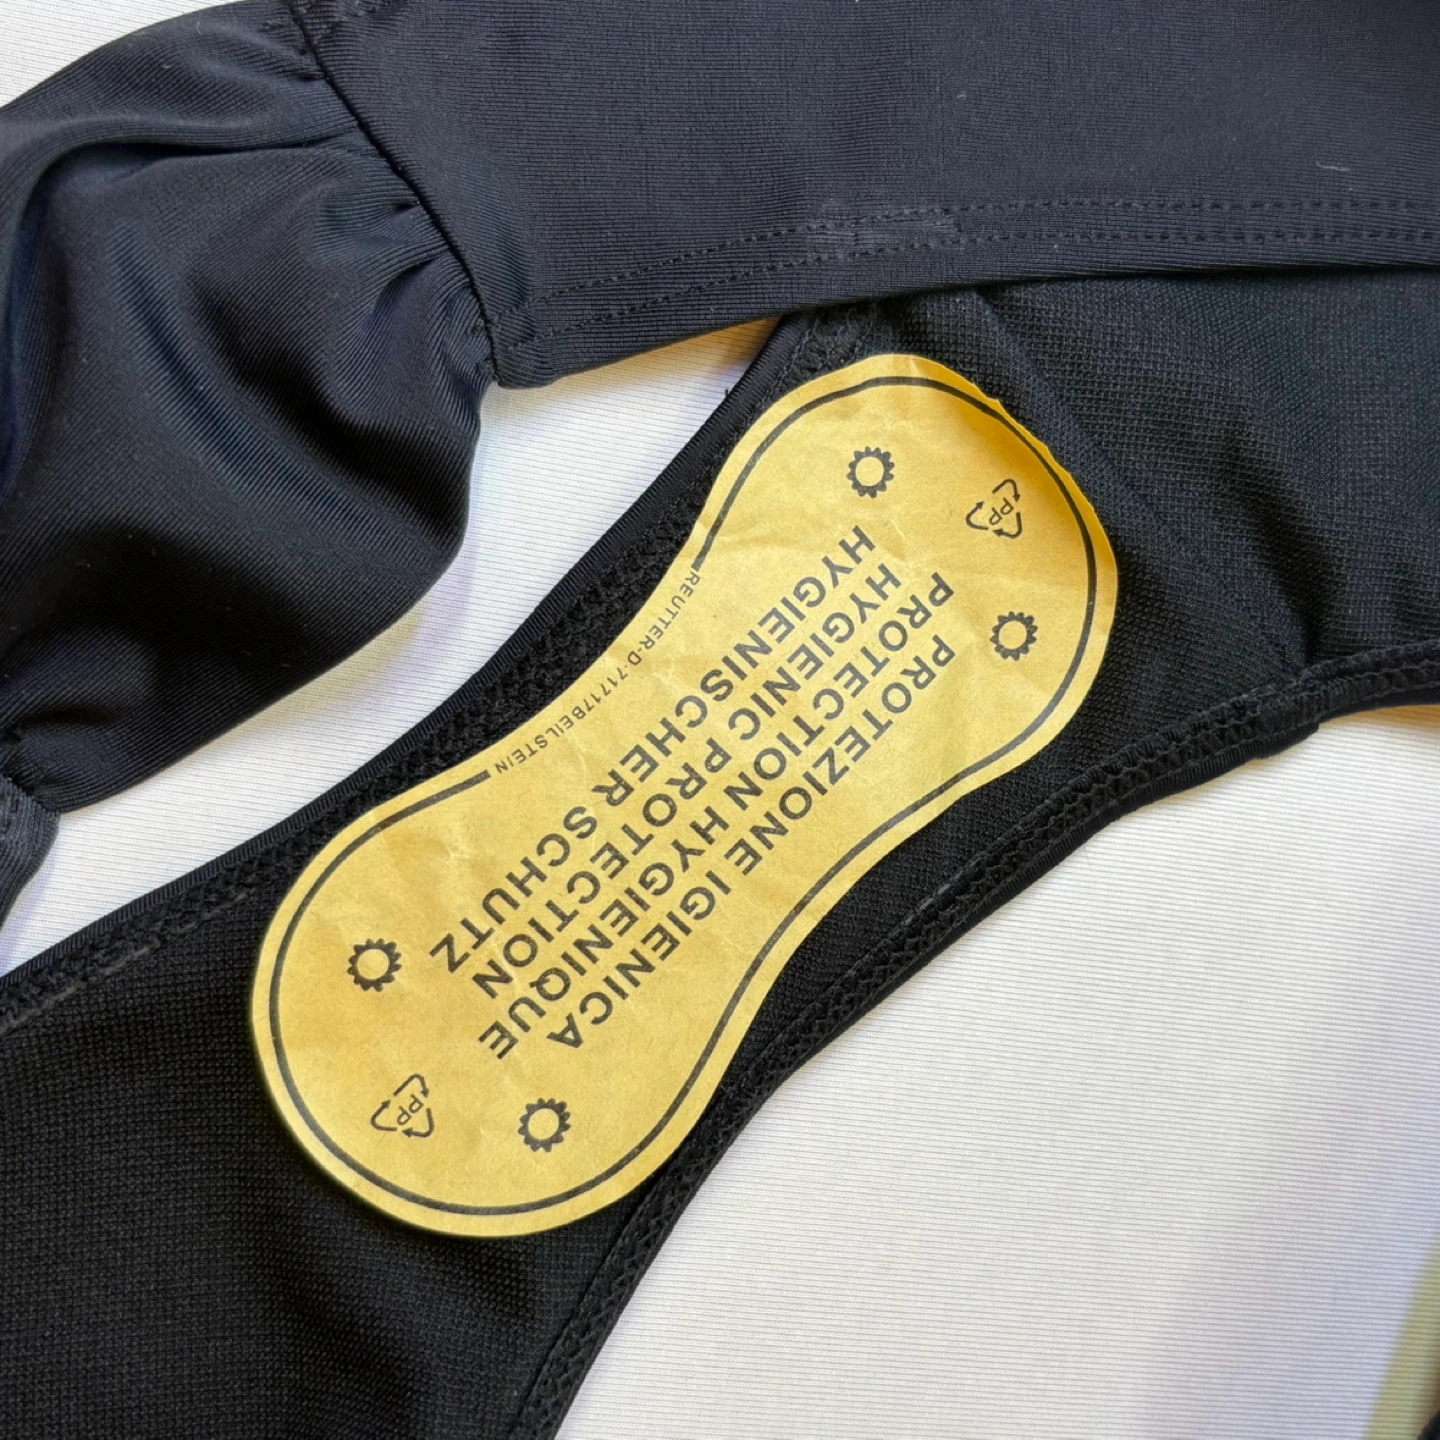 HYGIENISCHER SCHUTZ
HYGIENIC PROTECTION
PROTECTION HYGIENIQUE
PROTEZIONE IGIENICA
REUTTER·D·71717BEILSTEIN
PP
PP